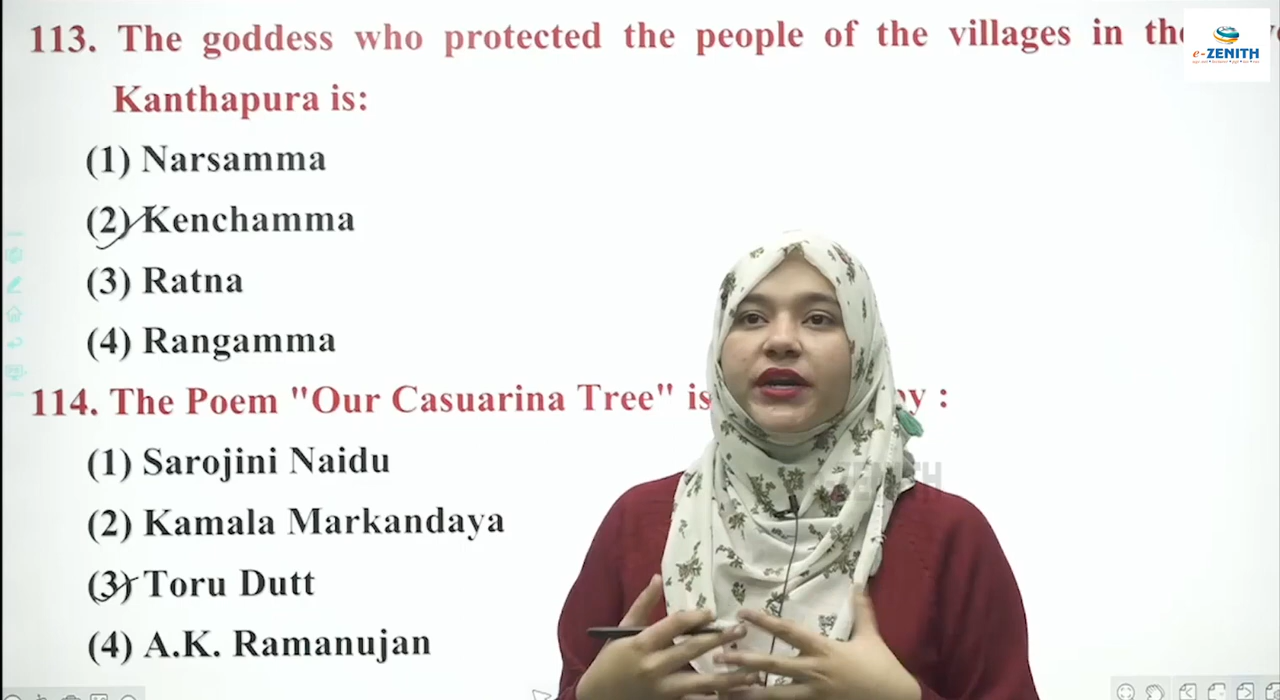 113. The goddess who protected the people of the villages in
e-ZENITH
Kanthapura is:
(1) Narsamma
(2) Kenchamma
(3) Ratna
(4) Rangamma
114. The Poem "Our Casuarina Tree" is by :
(1) Sarojini Naidu
ZENITH
(2) Kamala Markandaya
(3) Toru Dutt
(4) A.K. Ramanujan